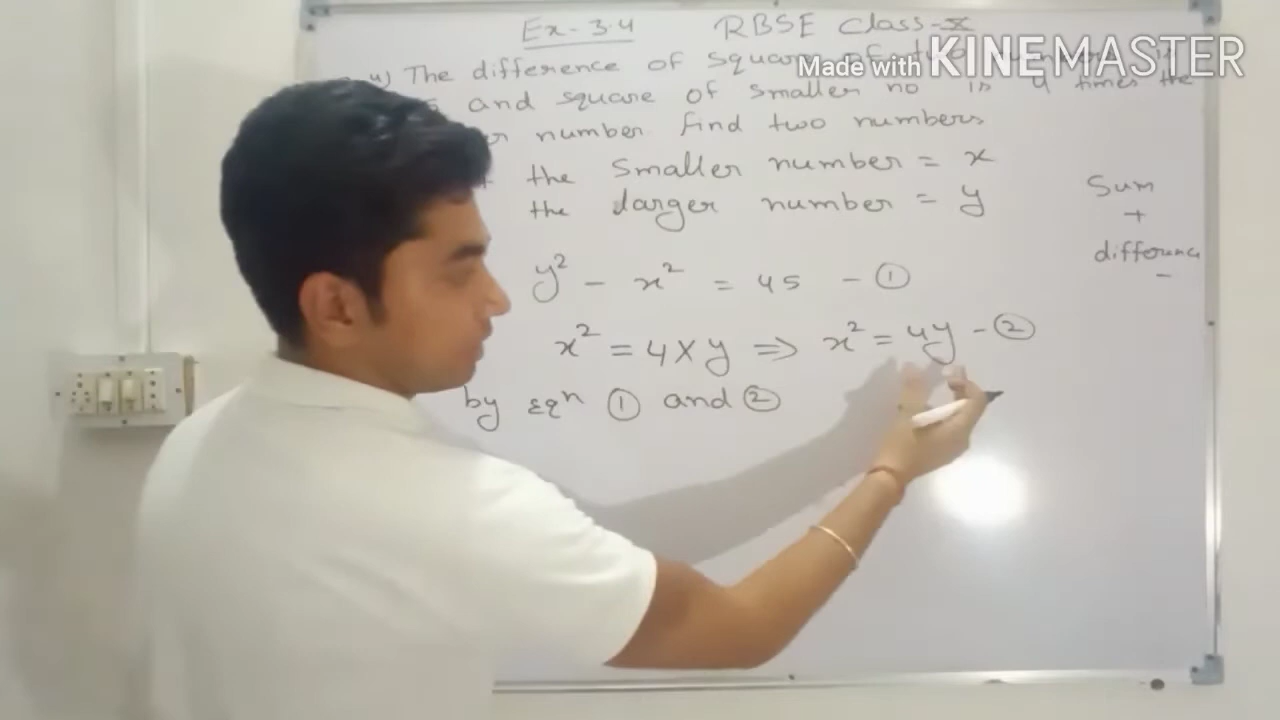 Ex-3.4 RBSE Class-X
Made with KINEMASTER
4) The difference of square of
and square of smaller no is 4 times the
number find two numbers
the smaller number = x
the larger number = y
Sum
+
difference
-
y² - x² = 45 - ①
x² = 4×y ⇒ x² = 4y - ②
by eqⁿ ① and ②